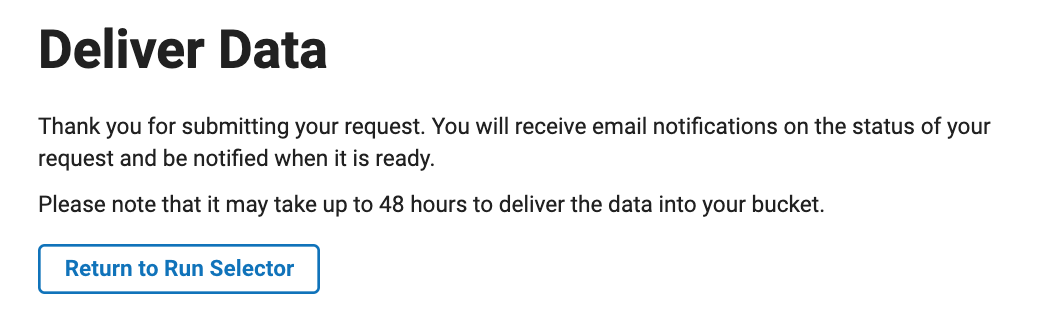 Deliver Data
Thank you for submitting your request. You will receive email notifications on the status of your
request and be notified when it is ready.
Please note that it may take up to 48 hours to deliver the data into your bucket.
Return to Run Selector